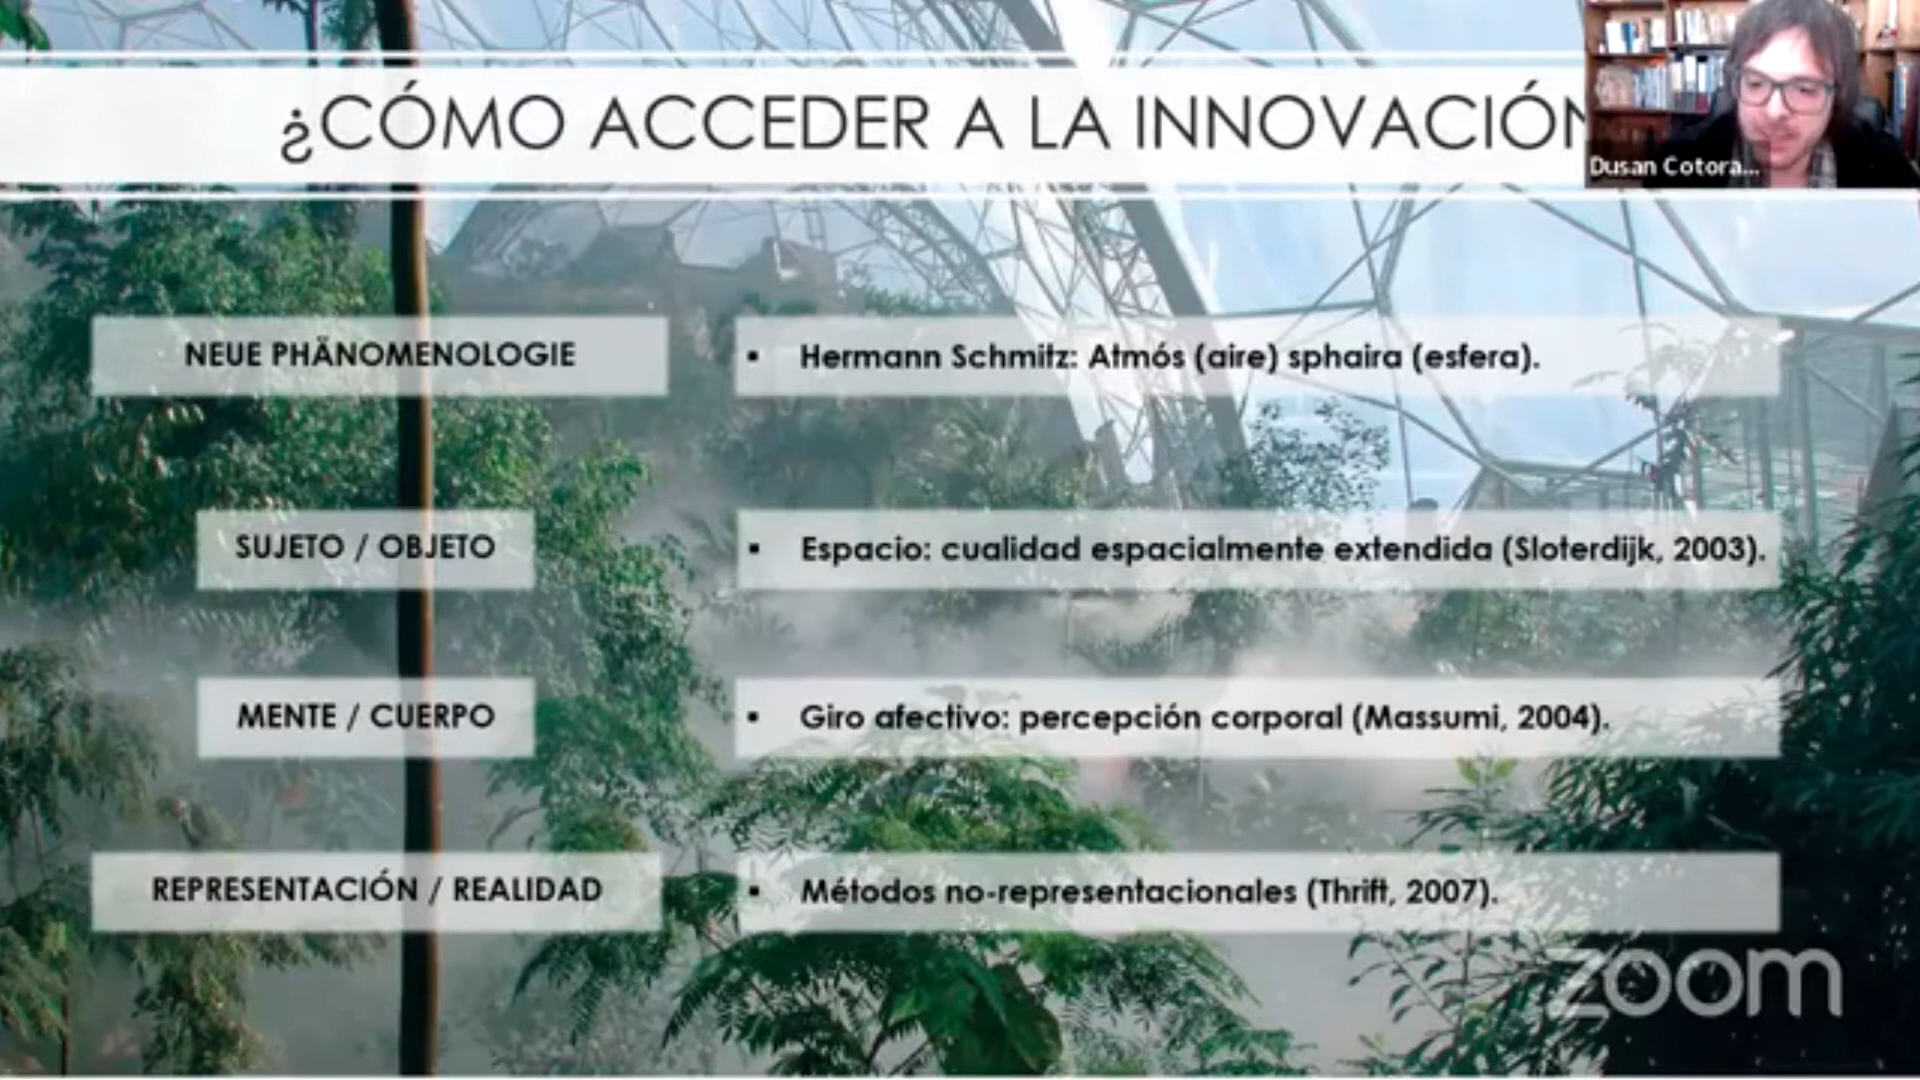 ¿CÓMO ACCEDER A LA INNOVACIÓN
Dusan Cotora...
NEUE PHÄNOMENOLOGIE
▪ Hermann Schmitz: Atmós (aire) sphaira (esfera).
SUJETO / OBJETO
▪ Espacio: cualidad espacialmente extendida (Sloterdijk, 2003).
MENTE / CUERPO
▪ Giro afectivo: percepción corporal (Massumi, 2004).
REPRESENTACIÓN / REALIDAD
▪ Métodos no-representacionales (Thrift, 2007).
zoom